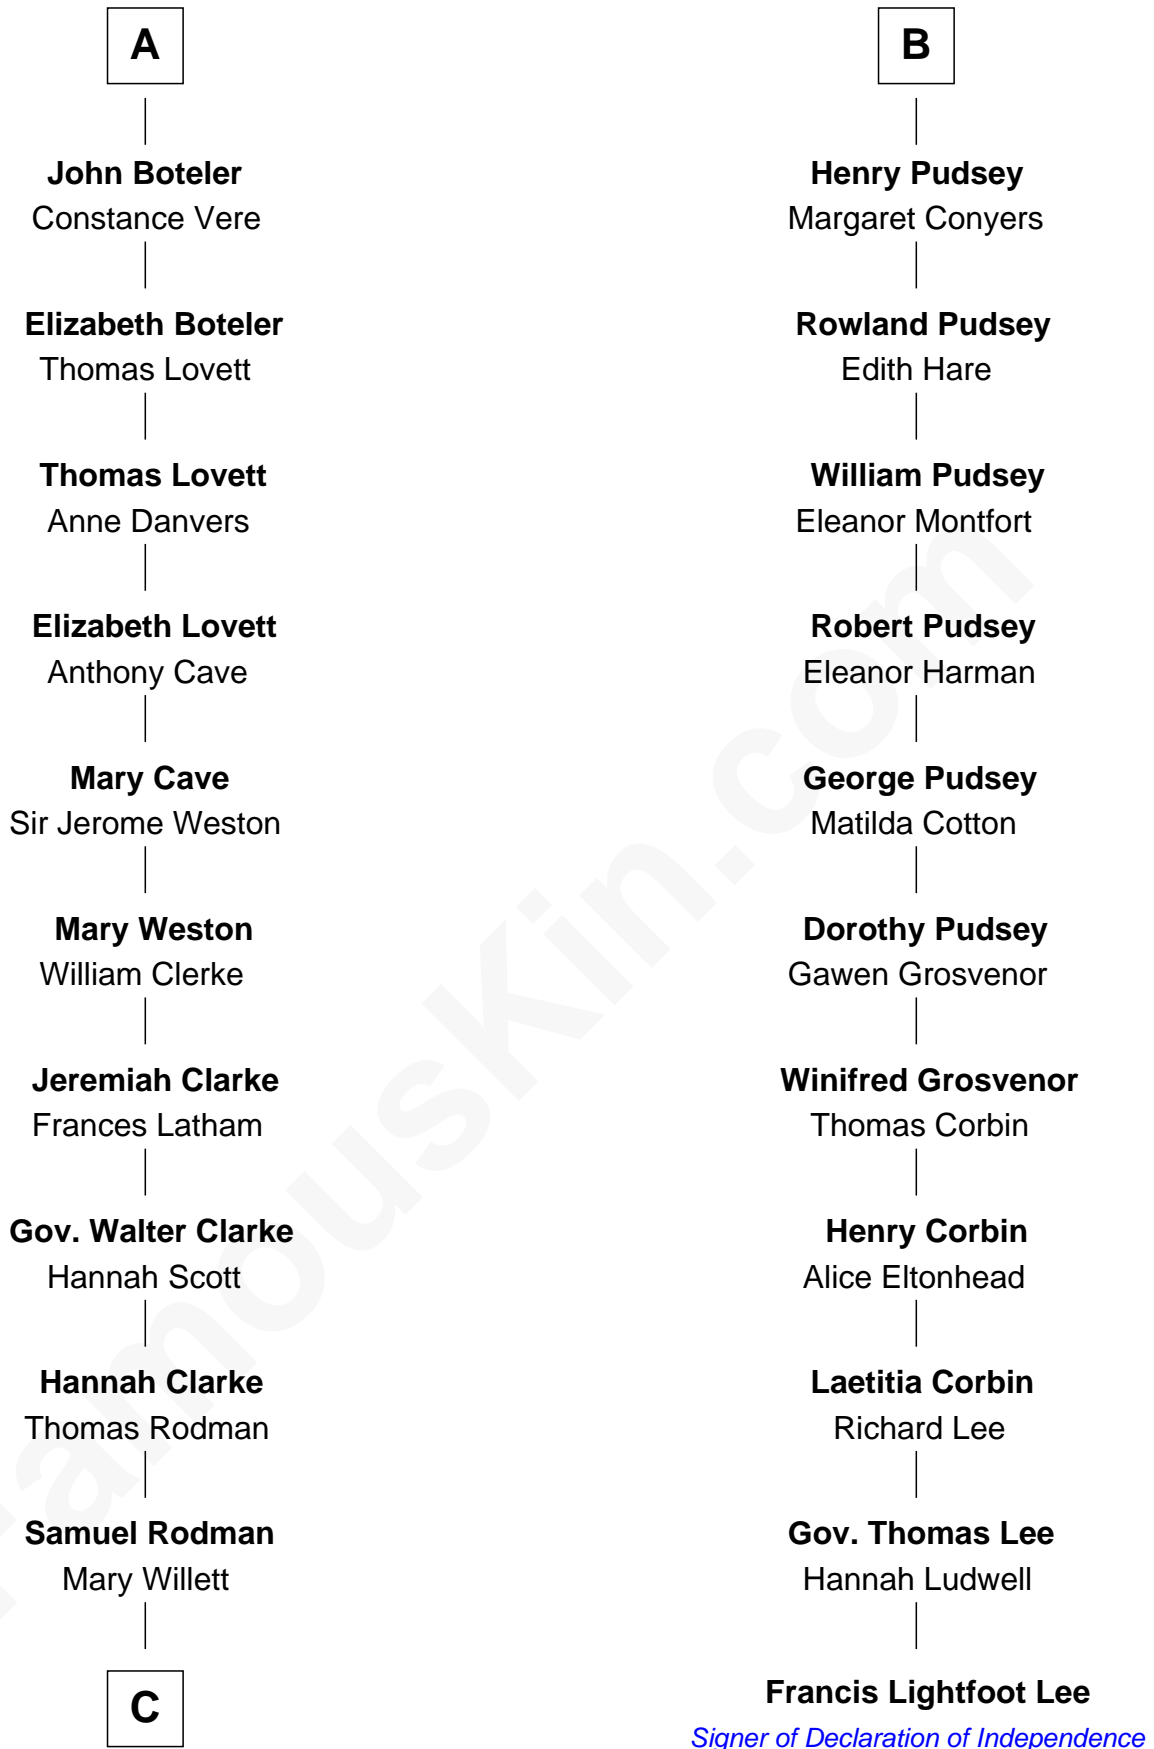 A
John Boteler
Constance Vere
Elizabeth Boteler
Thomas Lovett
Thomas Lovett
Anne Danvers
Elizabeth Lovett
Anthony Cave
Mary Cave
Sir Jerome Weston
Mary Weston
William Clerke
Jeremiah Clarke
Frances Latham
Gov. Walter Clarke
Hannah Scott
Hannah Clarke
Thomas Rodman
Samuel Rodman
Mary Willett
C
B
Henry Pudsey
Margaret Conyers
Rowland Pudsey
Edith Hare
William Pudsey
Eleanor Montfort
Robert Pudsey
Eleanor Harman
George Pudsey
Matilda Cotton
Dorothy Pudsey
Gawen Grosvenor
Winifred Grosvenor
Thomas Corbin
Henry Corbin
Alice Eltonhead
Laetitia Corbin
Richard Lee
Gov. Thomas Lee
Hannah Ludwell
Francis Lightfoot Lee
Signer of Declaration of Independence
FamousKin.com